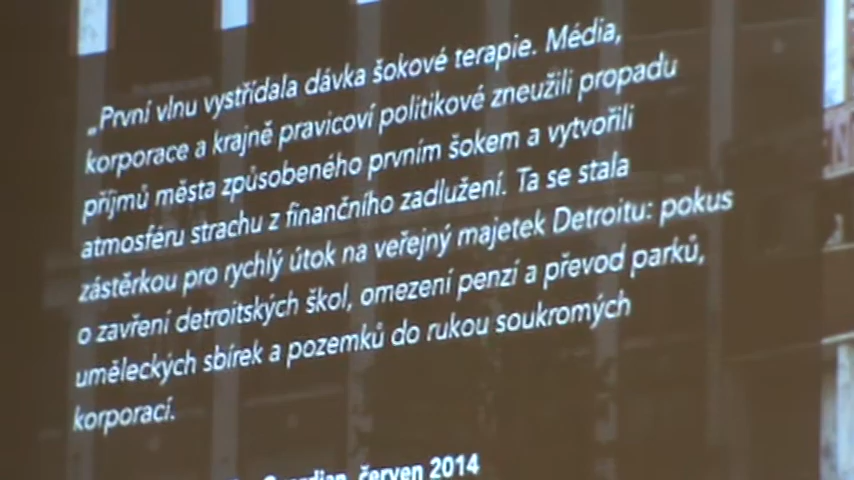 „První vlnu vystřídala dávka šokové terapie. Média,
korporace a krajně pravicoví politikové zneužili propadu
příjmů města způsobeného prvním šokem a vytvořili
atmosféru strachu z finančního zadlužení. Ta se stala
zástěrkou pro rychlý útok na veřejný majetek Detroitu: pokus
o zavření detroitských škol, omezení penzí a převod parků,
uměleckých sbírek a pozemků do rukou soukromých
korporací.
Guardian, červen 2014